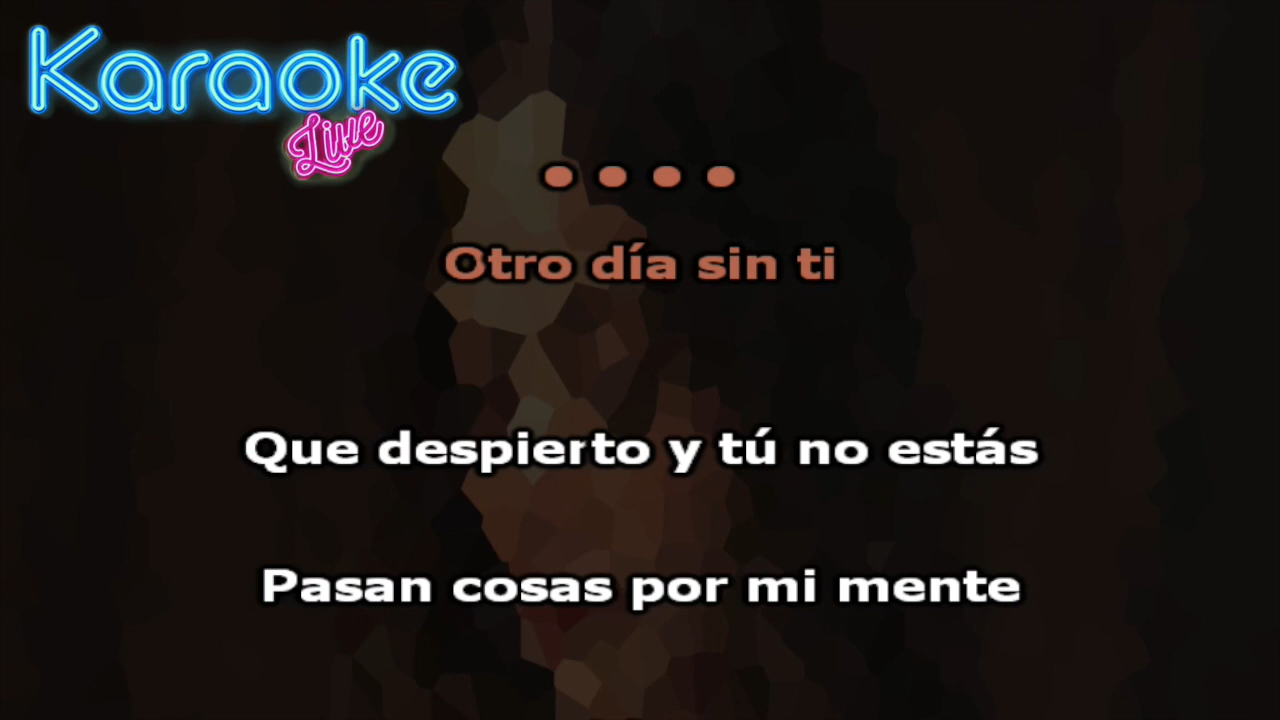 Karaoke
Live
• • • •
Otro día sin ti
Que despierto y tú no estás
Pasan cosas por mi mente